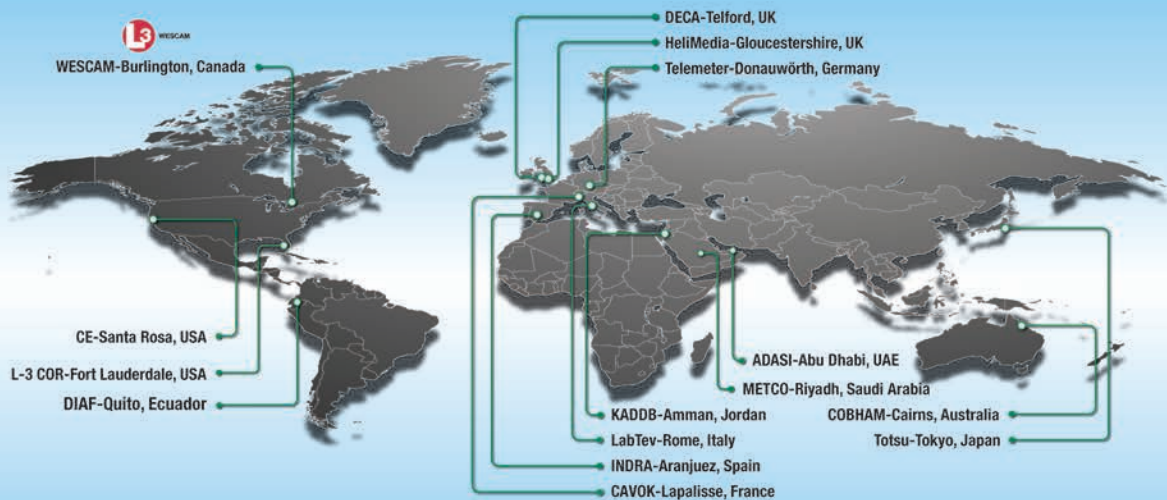 L3 WESCAM
WESCAM-Burlington, Canada
DECA-Telford, UK
HeliMedia-Gloucestershire, UK
Telemeter-Donauwörth, Germany
CE-Santa Rosa, USA
L-3 COR-Fort Lauderdale, USA
DIAF-Quito, Ecuador
ADASI-Abu Dhabi, UAE
METCO-Riyadh, Saudi Arabia
KADDB-Amman, Jordan
LabTev-Rome, Italy
INDRA-Aranjuez, Spain
CAVOK-Lapalisse, France
COBHAM-Cairns, Australia
Totsu-Tokyo, Japan